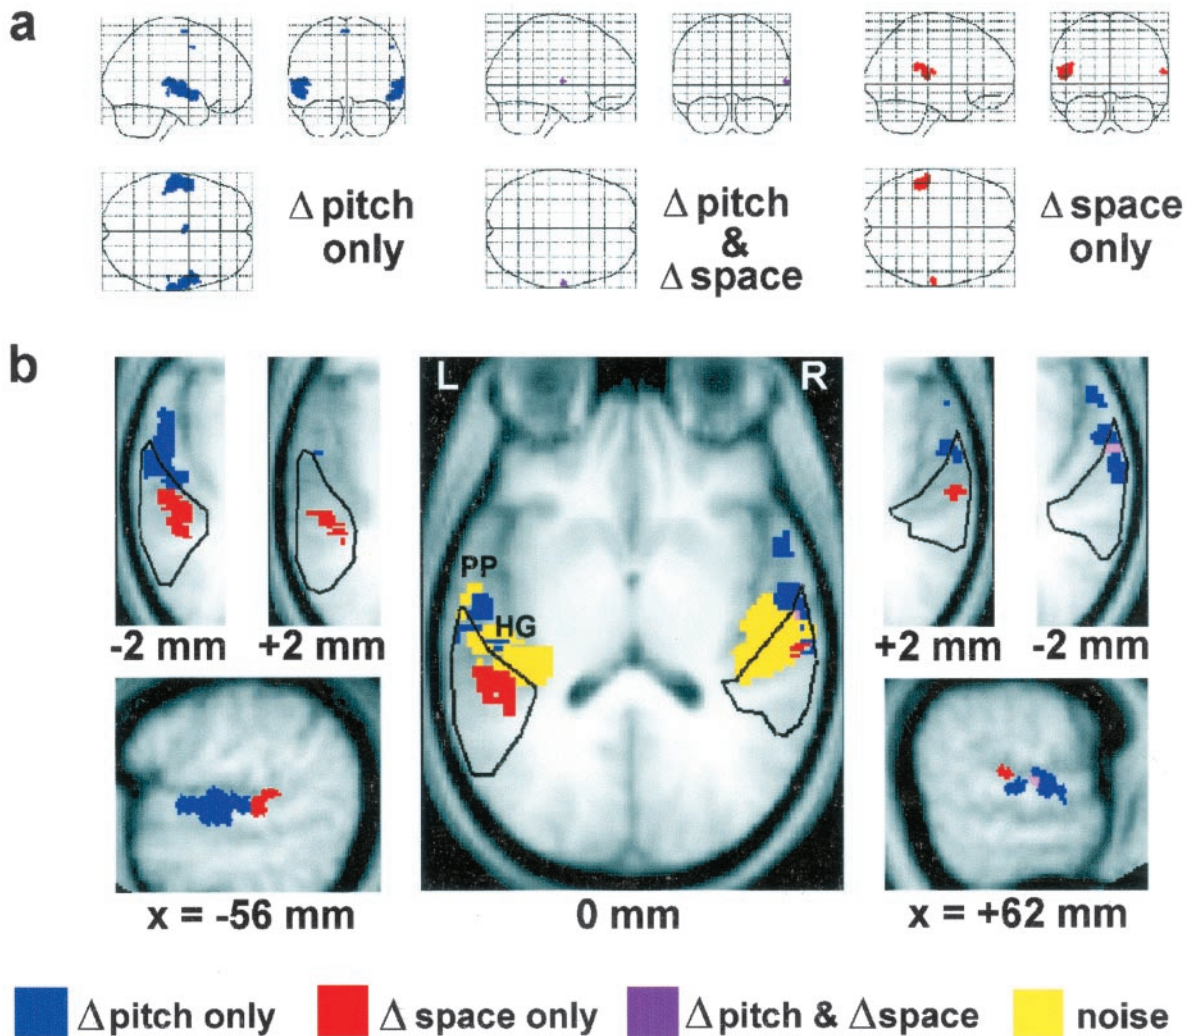 a
Δ pitch
only
Δ pitch
&
Δ space
Δ space
only
b
L
R
PP
HG
-2 mm
+2 mm
+2 mm
-2 mm
x = -56 mm
0 mm
x = +62 mm
Δ pitch only
Δ space only
Δ pitch & Δ space
noise